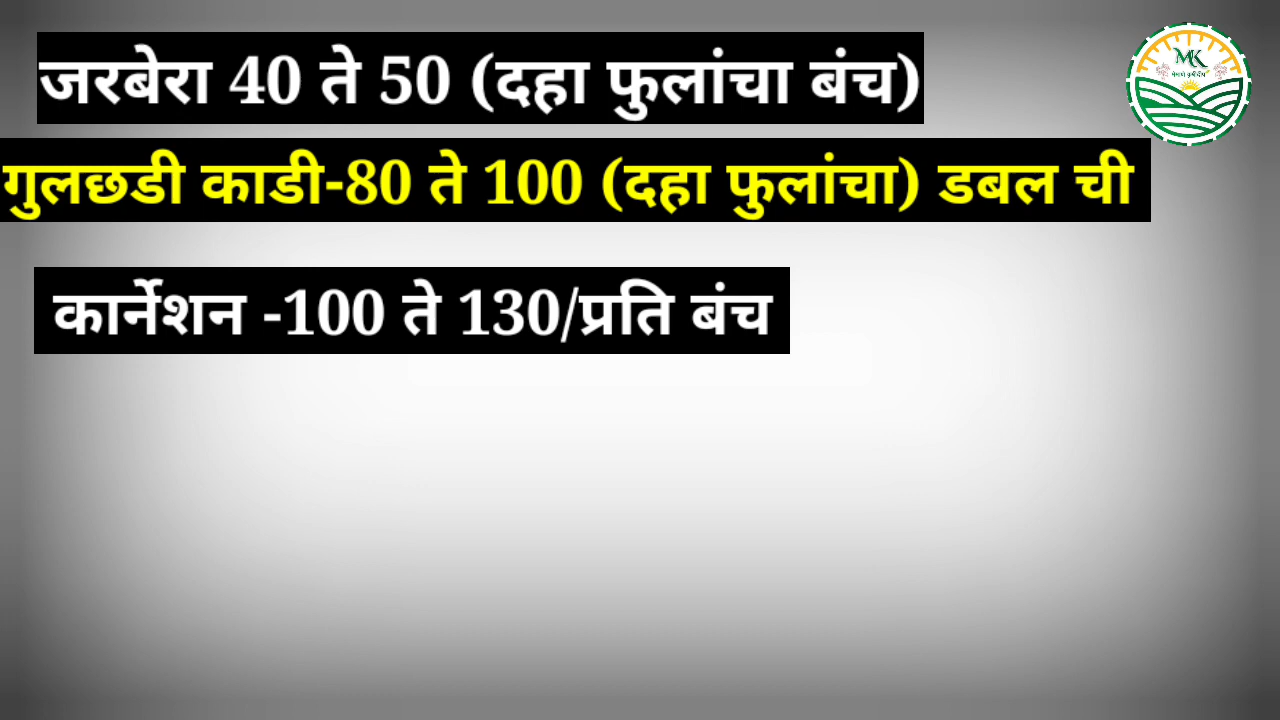 जरबेरा 40 ते 50 (दहा फुलांचा बंच)
गुलछडी काडी-80 ते 100 (दहा फुलांचा) डबल ची
कार्नेशन -100 ते 130/प्रति बंच
MK